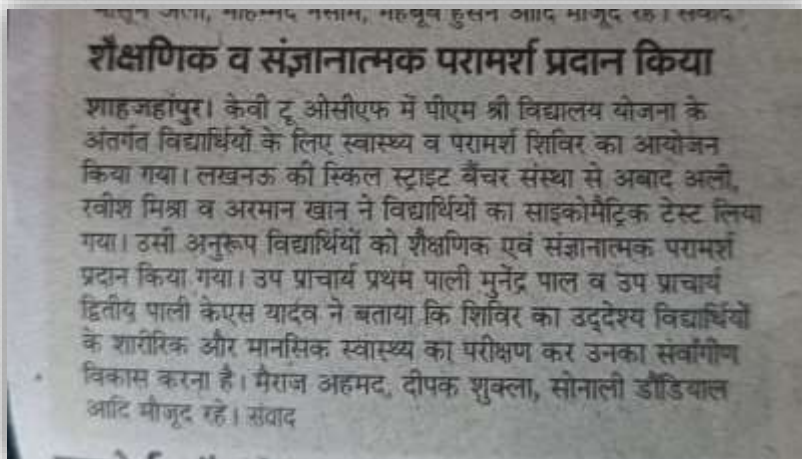 हुसैन आदि मौजूद रहे। संवाद
शैक्षणिक व संज्ञानात्मक परामर्श प्रदान किया
शाहजहांपुर। केवी टू ओसीएफ में पीएम श्री विद्यालय योजना के
अंतर्गत विद्यार्थियों के लिए स्वास्थ्य व परामर्श शिविर का आयोजन
किया गया। लखनऊ की स्किल स्ट्राइट वैंचर संस्था से अबाद अली,
रवीश मिश्रा व अरमान खान ने विद्यार्थियों का साइकोमैट्रिक टेस्ट लिया
गया। उसी अनुरूप विद्यार्थियों को शैक्षणिक एवं संज्ञानात्मक परामर्श
प्रदान किया गया। उप प्राचार्य प्रथम पाली मुनेंद्र पाल व उप प्राचार्य
द्वितीय पाली केएस यादव ने बताया कि शिविर का उद्देश्य विद्यार्थियों
के शारीरिक और मानसिक स्वास्थ्य का परीक्षण कर उनका सर्वांगीण
विकास करना है। मैराज अहमद, दीपक शुक्ला, सोनाली डौंडियाल
आदि मौजूद रहे। संवाद